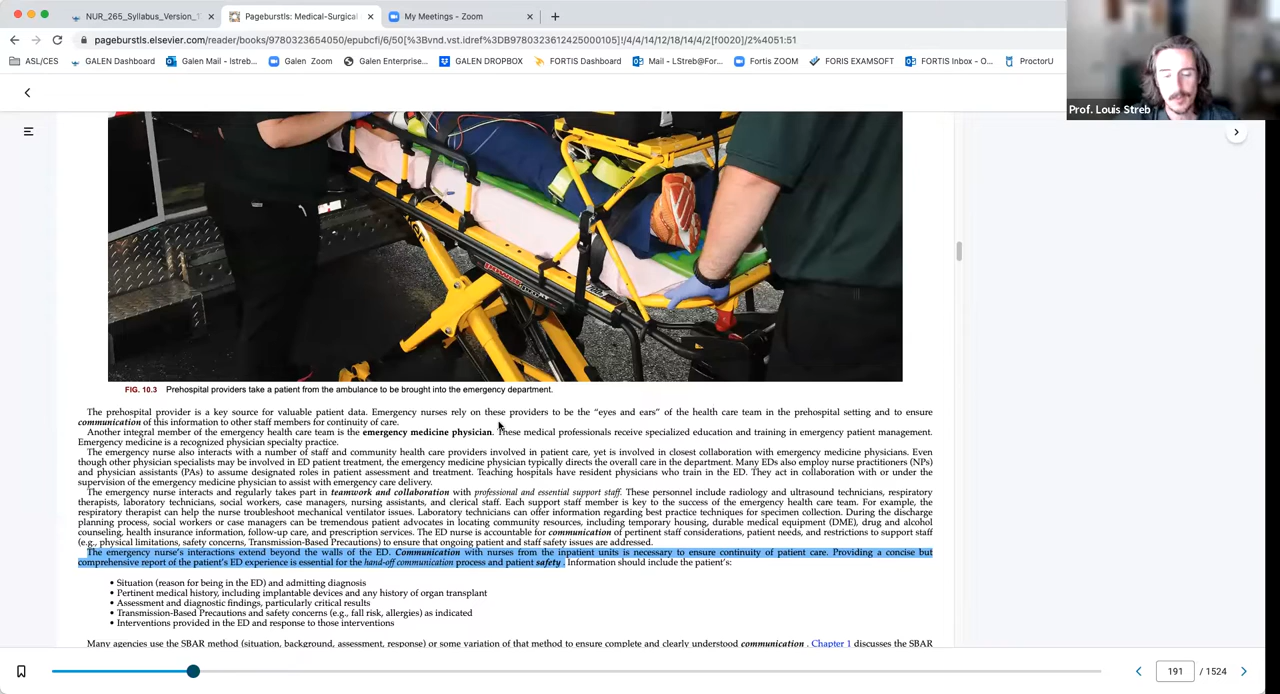 NUR_265_Syllabus_Version_
Pageburstls: Medical-Surgical
My Meetings - Zoom
pageburstls.elsevier.com/reader/books/9780323654050/epubcfi/6/50[%3Bvnd.vst.idref%3DB9780323612425000105]!/4/4/14/12/18/14/4/2[f0020]/2%4051:51
ASL/CES
GALEN Dashboard
Galen Mail - lstreb...
Galen Zoom
Galen Enterprise...
GALEN DROPBOX
FORTIS Dashboard
Mail - LStreb@For...
Fortis ZOOM
FORIS EXAMSOFT
FORTIS Inbox - O...
ProctorU
Prof. Louis Streb
FIG. 10.3 Prehospital providers take a patient from the ambulance to be brought into the emergency department.
The prehospital provider is a key source for valuable patient data. Emergency nurses rely on these providers to be the “eyes and ears” of the health care team in the prehospital setting and to ensure
communication of this information to other staff members for continuity of care.
Another integral member of the emergency health care team is the emergency medicine physician. These medical professionals receive specialized education and training in emergency patient management.
Emergency medicine is a recognized physician specialty practice.
The emergency nurse also interacts with a number of staff and community health care providers involved in patient care, yet is involved in closest collaboration with emergency medicine physicians. Even
though other physician specialists may be involved in ED patient treatment, the emergency medicine physician typically directs the overall care in the department. Many EDs also employ nurse practitioners (NPs)
and physician assistants (PAs) to assume designated roles in patient assessment and treatment. Teaching hospitals have resident physicians who train in the ED. They act in collaboration with or under the
supervision of the emergency medicine physician to assist with emergency care delivery.
The emergency nurse interacts and regularly takes part in teamwork and collaboration with professional and essential support staff. These personnel include radiology and ultrasound technicians, respiratory
therapists, laboratory technicians, social workers, case managers, nursing assistants, and clerical staff. Each support staff member is key to the success of the emergency health care team. For example, the
respiratory therapist can help the nurse troubleshoot mechanical ventilator issues. Laboratory technicians can offer information regarding best practice techniques for specimen collection. During the discharge
planning process, social workers or case managers can be tremendous patient advocates in locating community resources, including temporary housing, durable medical equipment (DME), drug and alcohol
counseling, health insurance information, follow-up care, and prescription services. The ED nurse is accountable for communication of pertinent staff considerations, patient needs, and restrictions to support staff
(e.g., physical limitations, safety concerns, Transmission-Based Precautions) to ensure that ongoing patient and staff safety issues are addressed.
The emergency nurse’s interactions extend beyond the walls of the ED. Communication with nurses from the inpatient units is necessary to ensure continuity of patient care. Providing a concise but
comprehensive report of the patient’s ED experience is essential for the hand-off communication process and patient safety . Information should include the patient’s:
• Situation (reason for being in the ED) and admitting diagnosis
• Pertinent medical history, including implantable devices and any history of organ transplant
• Assessment and diagnostic findings, particularly critical results
• Transmission-Based Precautions and safety concerns (e.g., fall risk, allergies) as indicated
• Interventions provided in the ED and response to those interventions
Many agencies use the SBAR method (situation, background, assessment, response) or some variation of that method to ensure complete and clearly understood communication . Chapter 1 discusses the SBAR
191 / 1524